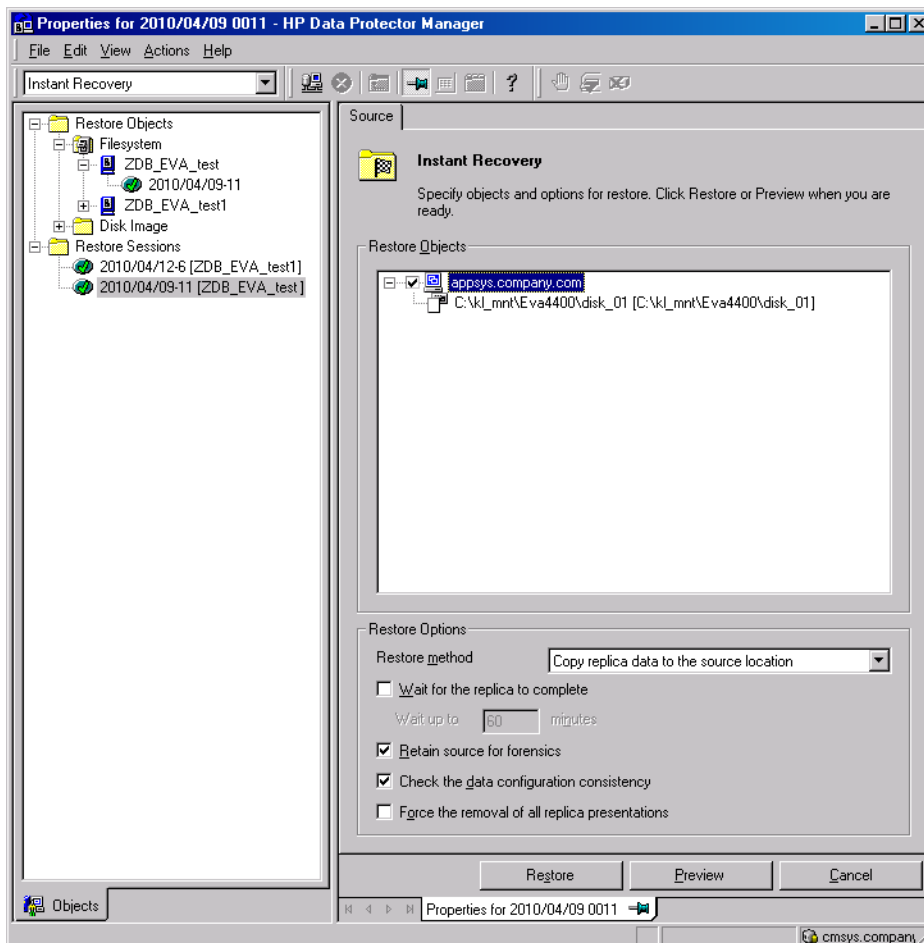 Properties for 2010/04/09 0011 - HP Data Protector Manager
File Edit View Actions Help
Instant Recovery
Restore Objects
Filesystem
ZDB_EVA_test
2010/04/09-11
ZDB_EVA_test1
Disk Image
Restore Sessions
2010/04/12-6 [ZDB_EVA_test1]
2010/04/09-11 [ZDB_EVA_test]
Objects
Source
Instant Recovery
Specify objects and options for restore. Click Restore or Preview when you are
ready.
Restore Objects
appsys.company.com
C:\kl_mnt\Eva4400\disk_01 [C:\kl_mnt\Eva4400\disk_01]
Restore Options
Restore method Copy replica data to the source location
Wait for the replica to complete
Wait up to 60 minutes
Retain source for forensics
Check the data configuration consistency
Force the removal of all replica presentations
Restore Preview Cancel
Properties for 2010/04/09 0011
cmsys.company